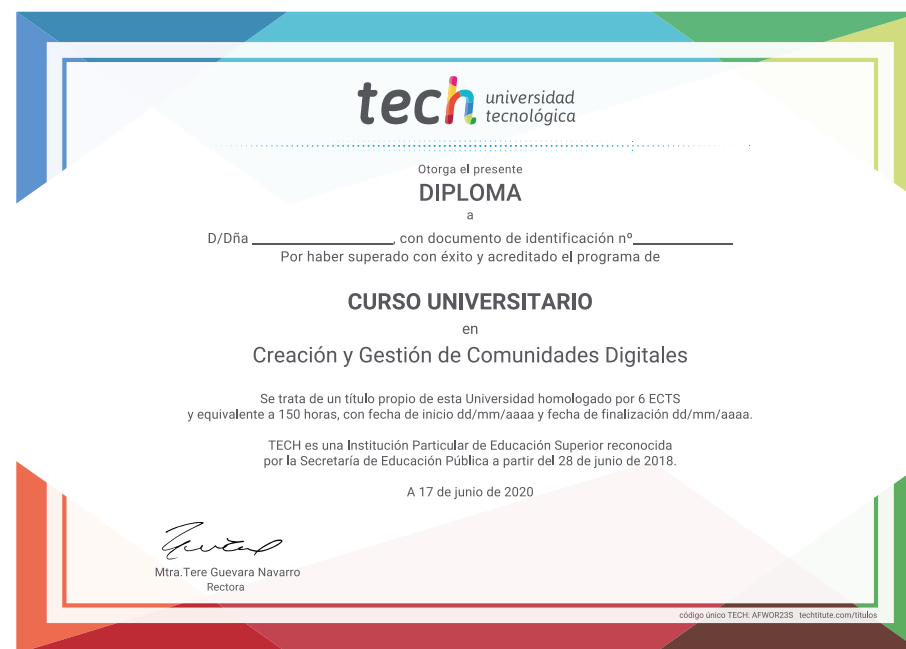 tech universidad
tecnológica
Otorga el presente
DIPLOMA
a
D/Dña ____________________, con documento de identificación nº______________
Por haber superado con éxito y acreditado el programa de
CURSO UNIVERSITARIO
en
Creación y Gestión de Comunidades Digitales
Se trata de un título propio de esta Universidad homologado por 6 ECTS
y equivalente a 150 horas, con fecha de inicio dd/mm/aaaa y fecha de finalización dd/mm/aaaa.
TECH es una Institución Particular de Educación Superior reconocida
por la Secretaría de Educación Pública a partir del 28 de junio de 2018.
A 17 de junio de 2020
Mtra.Tere Guevara Navarro
Rectora
código único TECH: AFWOR23S techtitute.com/titulos